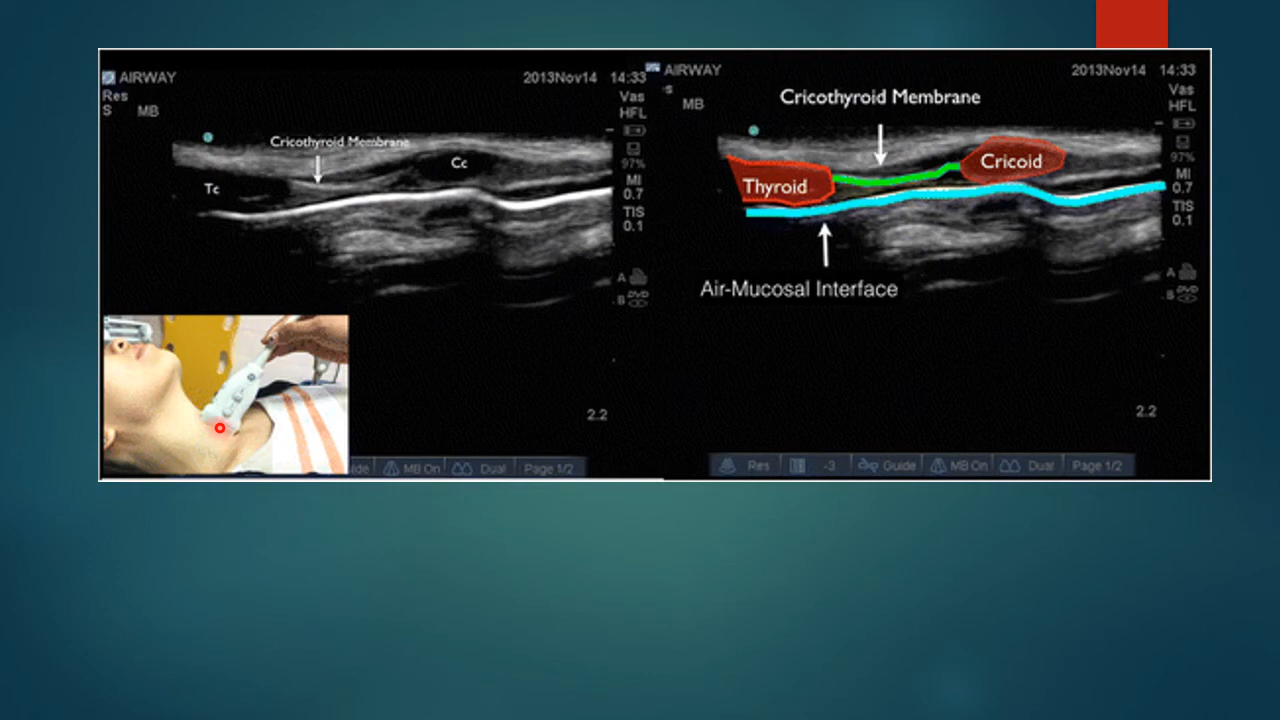 AIRWAY
2013Nov14 14:33
Res
S MB
Vas
HFL
Cricothyroid Membrane
Tc
Cc
97%
MI
0.7
TIS
0.1
A
B DVD
2.2
ide MB On Dual Page 1/2
AIRWAY
2013Nov14 14:33
s
MB
Vas
HFL
Cricothyroid Membrane
Thyroid
Cricoid
97%
MI
0.7
TIS
0.1
Air-Mucosal Interface
A
B DVD
2.2
Res -3 Guide MB On Dual Page 1/2